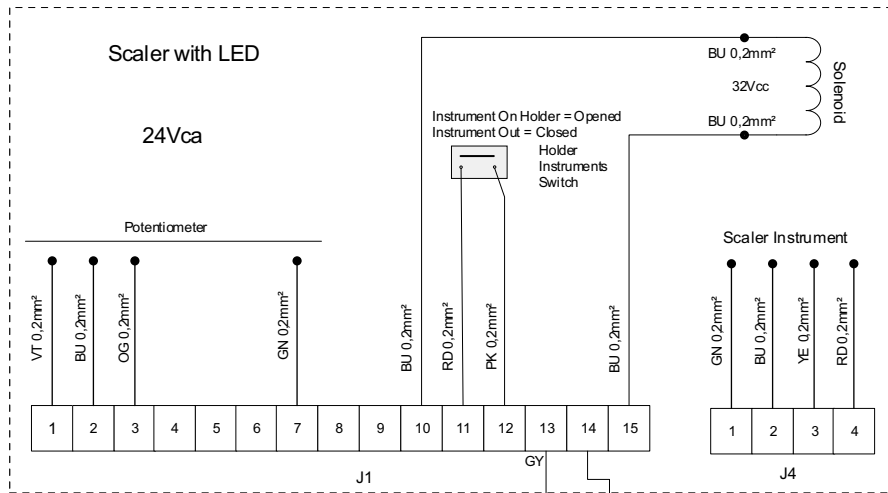 Scaler with LED
24Vca
BU 0,2mm²
32Vcc
BU 0,2mm²
Solenoid
Instrument On Holder = Opened
Instrument Out = Closed
Holder
Instruments
Switch
Potentiometer
Scaler Instrument
VT 0,2mm²
BU 0,2mm²
OG 0,2mm²
GN 0,2mm²
BU 0,2mm²
RD 0,2mm²
PK 0,2mm²
BU 0,2mm²
GN 0,2mm²
BU 0,2mm²
YE 0,2mm²
RD 0,2mm²
1 2 3 4 5 6 7 8 9 10 11 12 13 14 15
1 2 3 4
GY
J1
J4